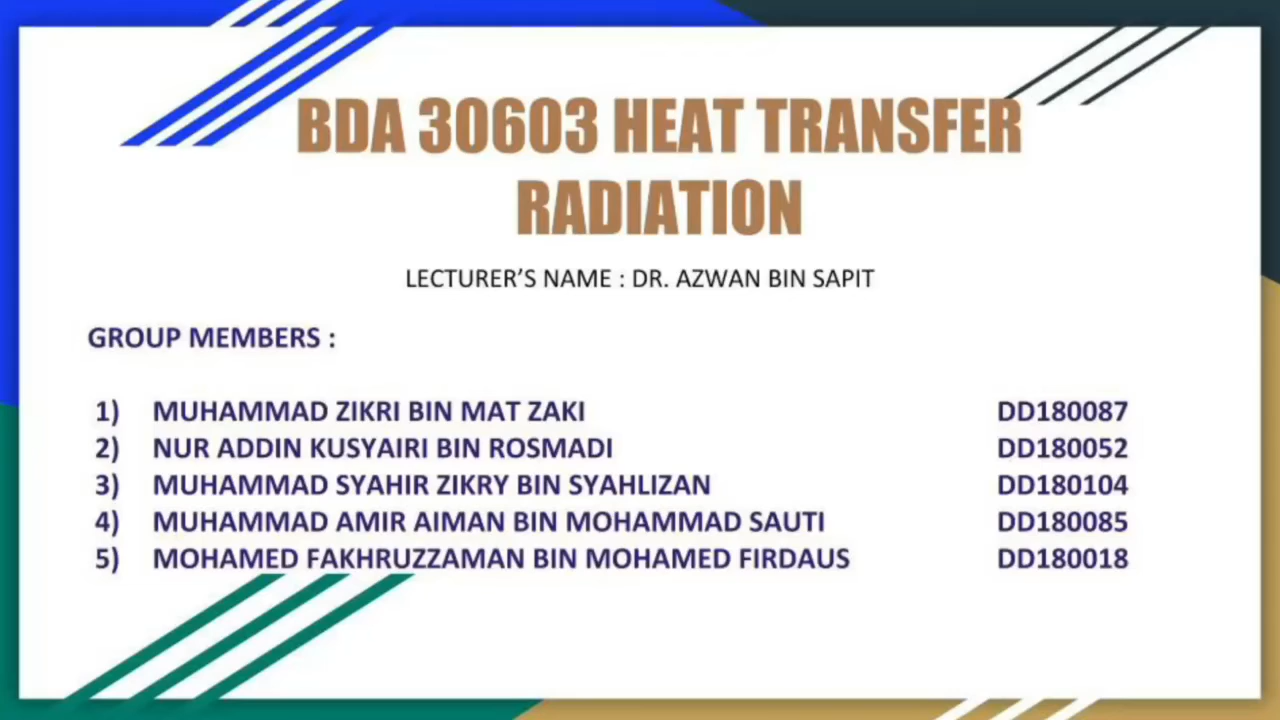 BDA 30603 HEAT TRANSFER
RADIATION
LECTURER’S NAME : DR. AZWAN BIN SAPIT
GROUP MEMBERS :
1) MUHAMMAD ZIKRI BIN MAT ZAKI DD180087
2) NUR ADDIN KUSYAIRI BIN ROSMADI DD180052
3) MUHAMMAD SYAHIR ZIKRY BIN SYAHLIZAN DD180104
4) MUHAMMAD AMIR AIMAN BIN MOHAMMAD SAUTI DD180085
5) MOHAMED FAKHRUZZAMAN BIN MOHAMED FIRDAUS DD180018